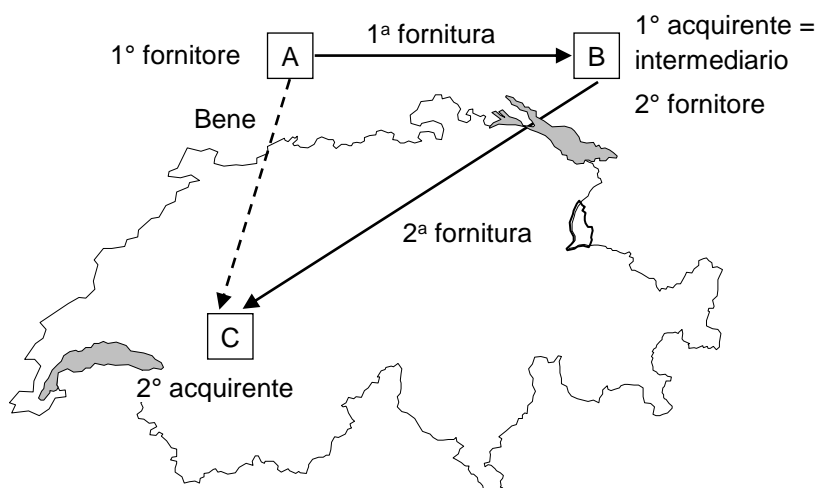 1° fornitore
A
1ª fornitura
B
1° acquirente =
intermediario
2° fornitore
Bene
2ª fornitura
C
2° acquirente